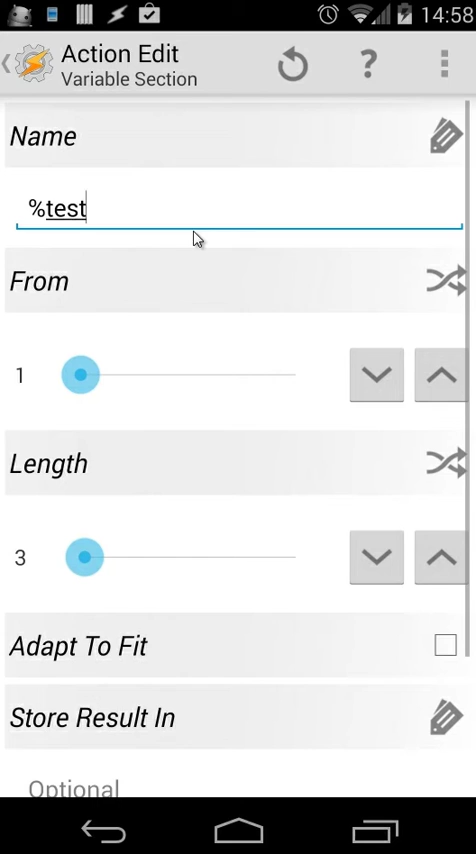 14:58
Action Edit
Variable Section
?
Name
%test
From
1
Length
3
Adapt To Fit
Store Result In
Optional